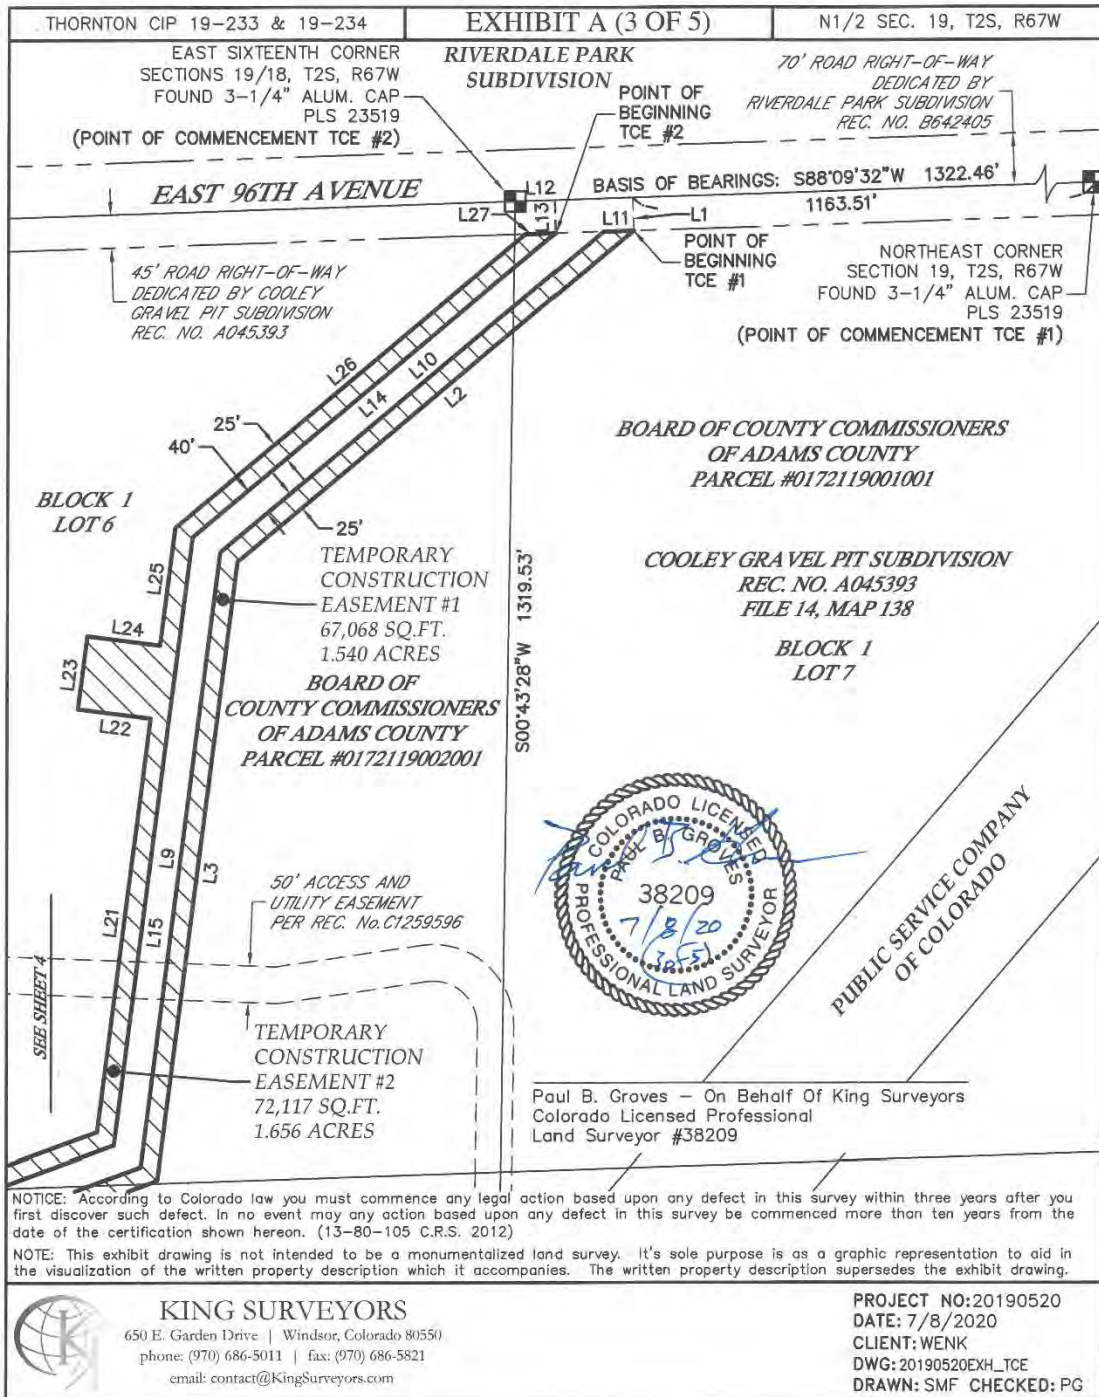 THORNTON CIP 19-233 & 19-234
EXHIBIT A (3 OF 5)
N1/2 SEC. 19, T2S, R67W
EAST SIXTEENTH CORNER
SECTIONS 19/18, T2S, R67W
FOUND 3-1/4" ALUM. CAP
PLS 23519
(POINT OF COMMENCEMENT TCE #2)
RIVERDALE PARK
SUBDIVISION
POINT OF
BEGINNING
TCE #2
70' ROAD RIGHT-OF-WAY
DEDICATED BY
RIVERDALE PARK SUBDIVISION
REC. NO. B642405
EAST 96TH AVENUE
L12
BASIS OF BEARINGS: S88°09'32"W 1322.46'
1163.51'
L27
L13
L11
L1
POINT OF
BEGINNING
TCE #1
NORTHEAST CORNER
SECTION 19, T2S, R67W
FOUND 3-1/4" ALUM. CAP
PLS 23519
(POINT OF COMMENCEMENT TCE #1)
45' ROAD RIGHT-OF-WAY
DEDICATED BY COOLEY
GRAVEL PIT SUBDIVISION
REC. NO. A045393
L26
L10
L14
L2
25'
40'
25'
BLOCK 1
LOT 6
BOARD OF COUNTY COMMISSIONERS
OF ADAMS COUNTY
PARCEL #0172119001001
COOLEY GRAVEL PIT SUBDIVISION
REC. NO. A045393
FILE 14, MAP 138
BLOCK 1
LOT 7
TEMPORARY
CONSTRUCTION
EASEMENT #1
67,068 SQ.FT.
1.540 ACRES
BOARD OF
COUNTY COMMISSIONERS
OF ADAMS COUNTY
PARCEL #0172119002001
S00°43'28"W 1319.53'
L25
L24
L23
L22
L9
L3
L21
L15
SEE SHEET 4
50' ACCESS AND
UTILITY EASEMENT
PER REC. No. C1259596
TEMPORARY
CONSTRUCTION
EASEMENT #2
72,117 SQ.FT.
1.656 ACRES
COLORADO LICENSED
PAUL B. GROVES
38209
7/8/20
(3of5)
PROFESSIONAL LAND SURVEYOR
PUBLIC SERVICE COMPANY
OF COLORADO
Paul B. Groves – On Behalf Of King Surveyors
Colorado Licensed Professional
Land Surveyor #38209
NOTICE: According to Colorado law you must commence any legal action based upon any defect in this survey within three years after you
first discover such defect. In no event may any action based upon any defect in this survey be commenced more than ten years from the
date of the certification shown hereon. (13-80-105 C.R.S. 2012)
NOTE: This exhibit drawing is not intended to be a monumentalized land survey. It's sole purpose is as a graphic representation to aid in
the visualization of the written property description which it accompanies. The written property description supersedes the exhibit drawing.
KING SURVEYORS
650 E. Garden Drive | Windsor, Colorado 80550
phone: (970) 686-5011 | fax: (970) 686-5821
email: contact@KingSurveyors.com
PROJECT NO: 20190520
DATE: 7/8/2020
CLIENT: WENK
DWG: 20190520EXH_TCE
DRAWN: SMF CHECKED: PG